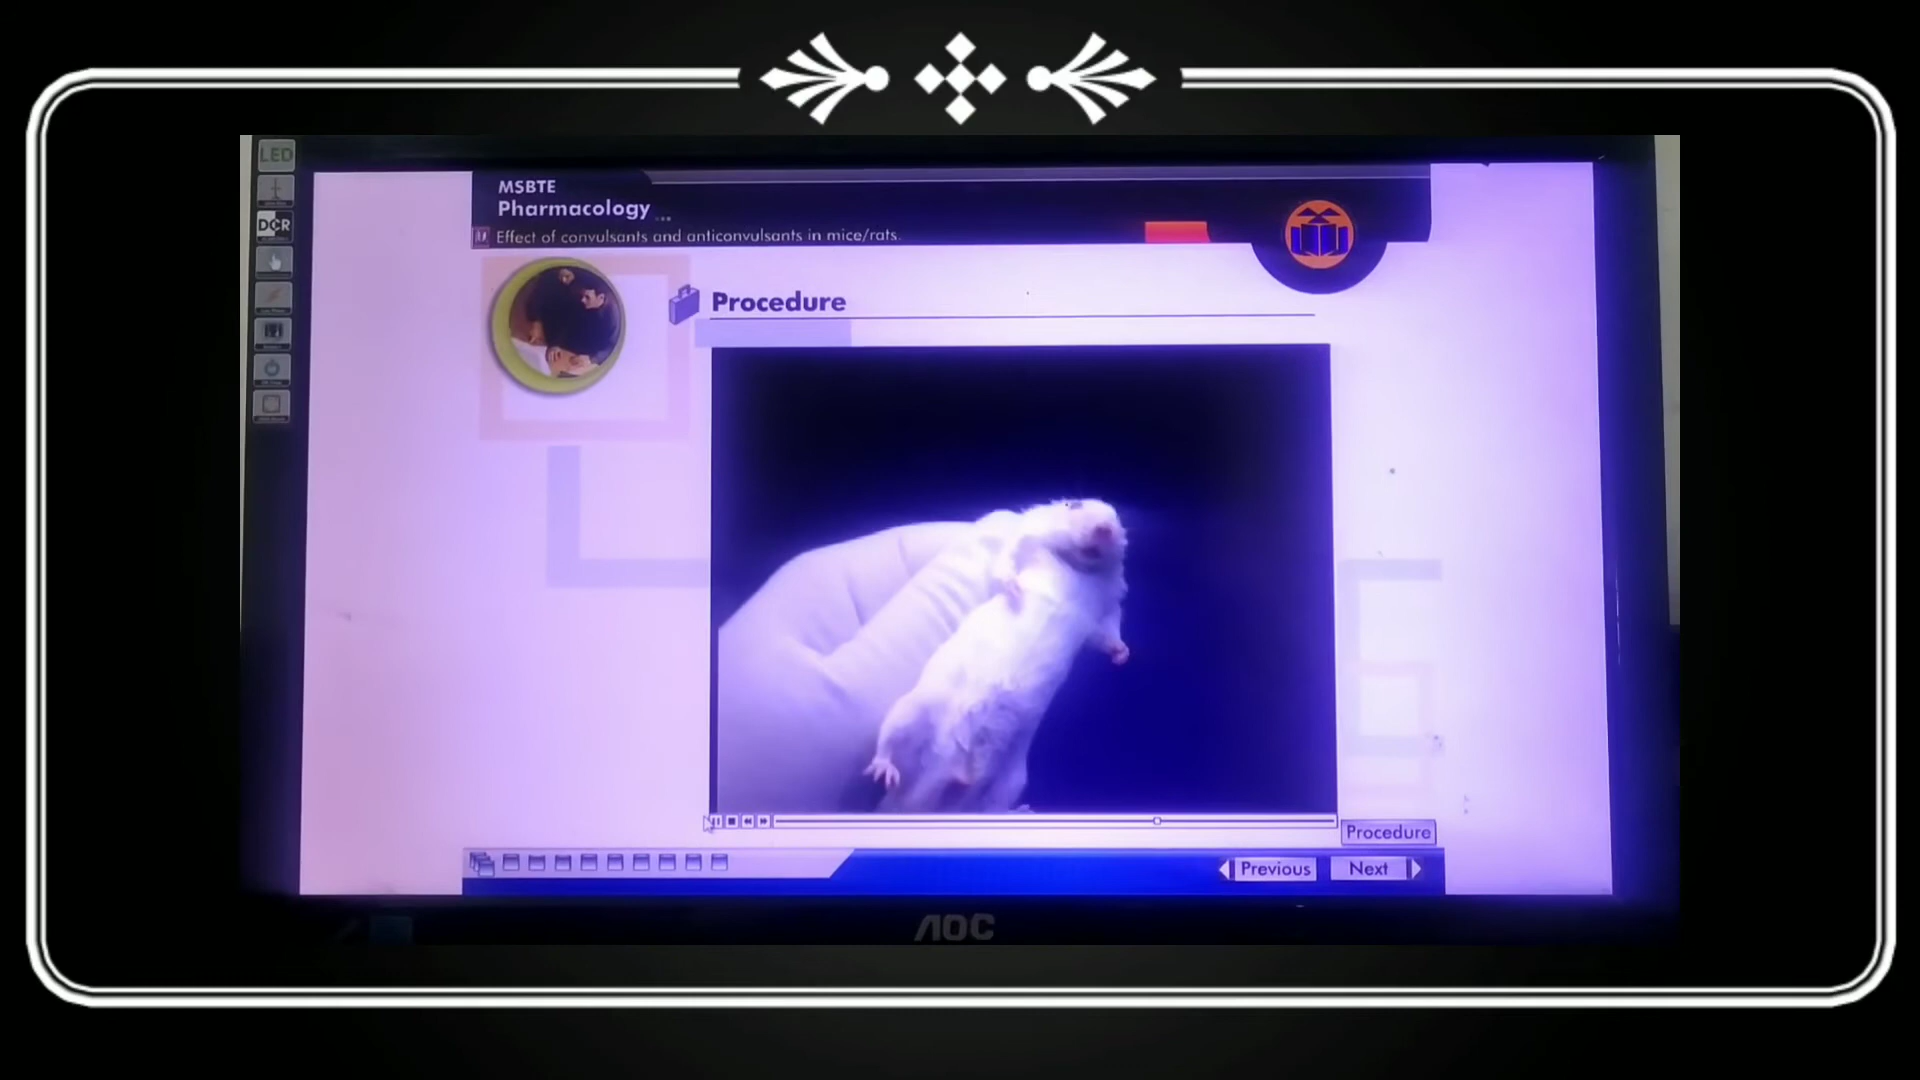 LED
DCR
MSBTE
Pharmacology...
Effect of convulsants and anticonvulsants in mice/rats.
Procedure
Procedure
Previous
Next
AOC